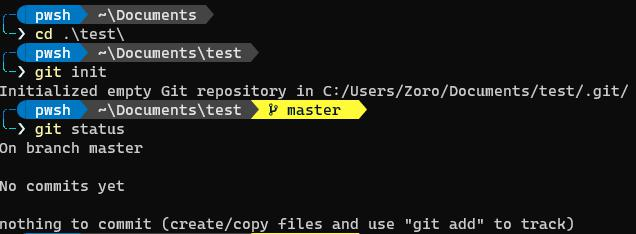 pwsh ~\Documents
❯ cd .\test\
pwsh ~\Documents\test
❯ git init
Initialized empty Git repository in C:/Users/Zoro/Documents/test/.git/
pwsh ~\Documents\test master
❯ git status
On branch master
No commits yet
nothing to commit (create/copy files and use "git add" to track)